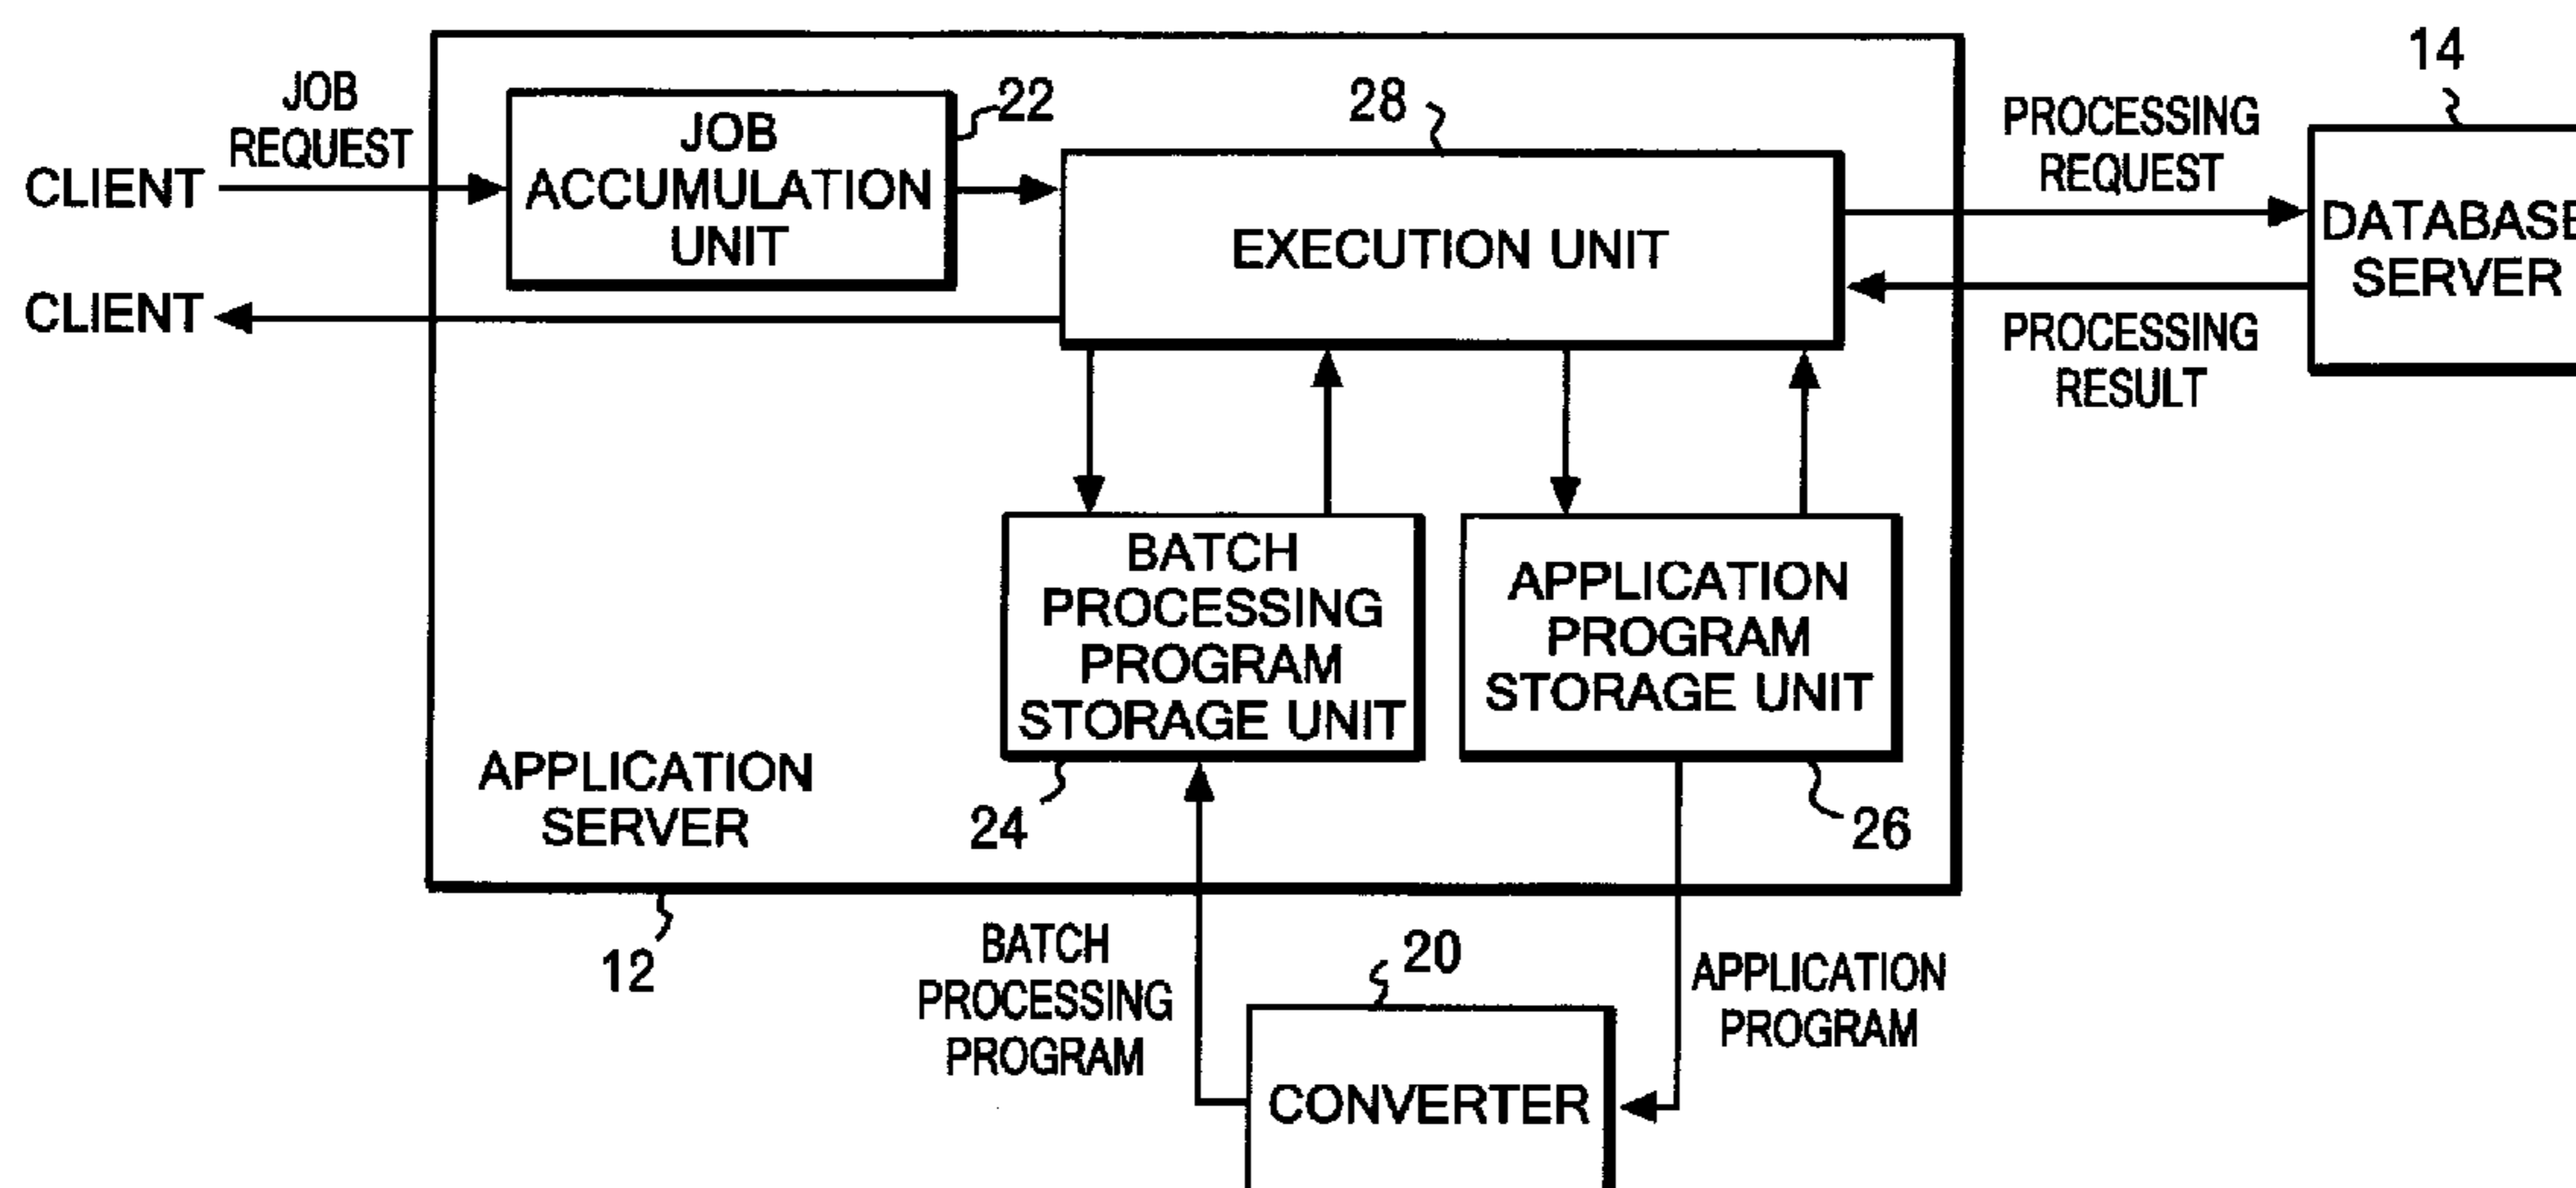 14
JOB
REQUEST
22
28
JOB
ACCUMULATION
UNIT
PROCESSING
REQUEST
CLIENT
EXECUTION UNIT
DATABASE
SERVER
CLIENT
PROCESSING
RESULT
BATCH
PROCESSING
PROGRAM
STORAGE UNIT
APPLICATION
PROGRAM
STORAGE UNIT
APPLICATION
SERVER
24
26
12
BATCH
PROCESSING
PROGRAM
20
APPLICATION
PROGRAM
CONVERTER